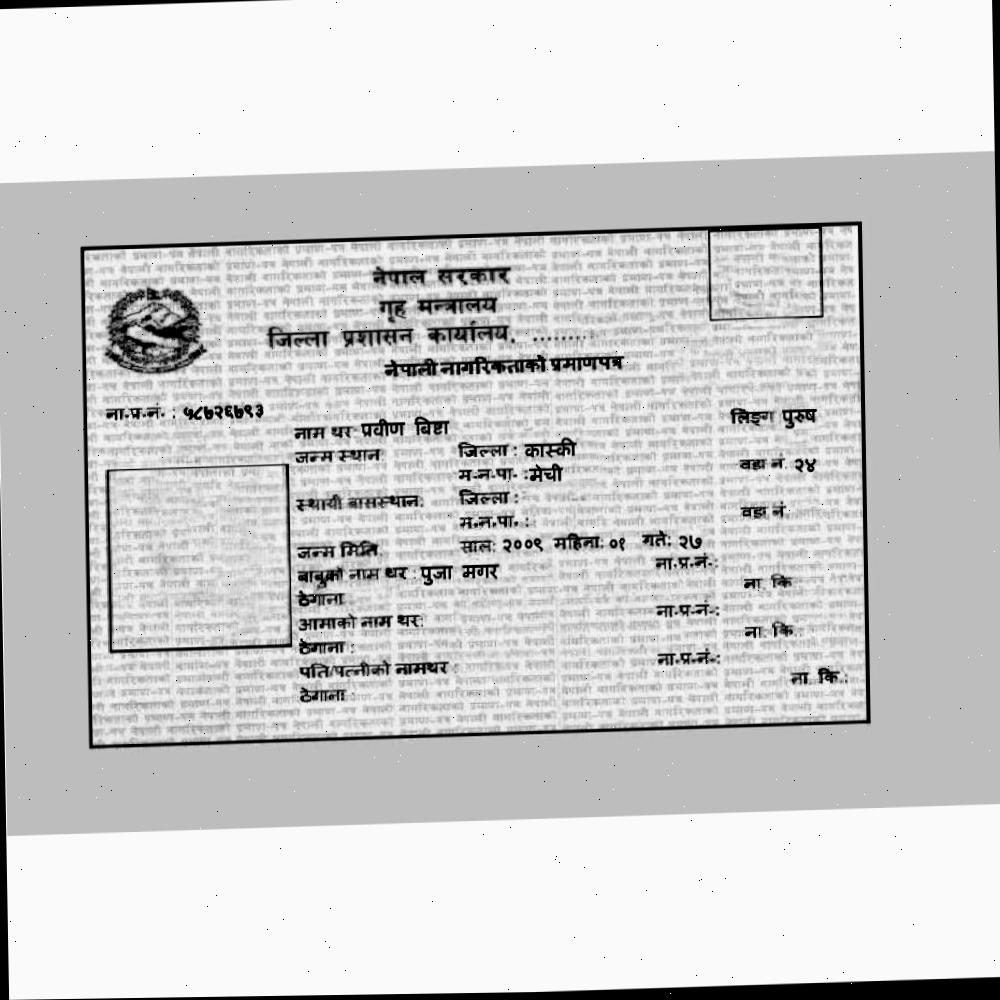 नेपाल सरकार
गृह मन्त्रालय
जिल्ला प्रशासन कार्यालय, .........
नेपाली नागरिकताको प्रमाणपत्र
ना.प्र.नं. : ५८७२६७९३
लिङ्ग पुरुष
नाम थर प्रवीण विष्टा
जन्म स्थान जिल्ला : कास्की
म.न.पा. :मेची वडा नं. २४
स्थायी बासस्थान: जिल्ला :
म.न.पा. : वडा नं
जन्म मिति साल: २००९ महिना: ०१ गते: २७
बाबुको नाम थर : पुजा मगर ना.प्र.नं.:
ठेगाना ना. कि
आमाको नाम थर: ना.प्र.नं.:
ठेगाना : ना. कि.:
पति/पत्नीको नामथर : ना.प्र.नं.:
ठेगाना : ना. कि.: